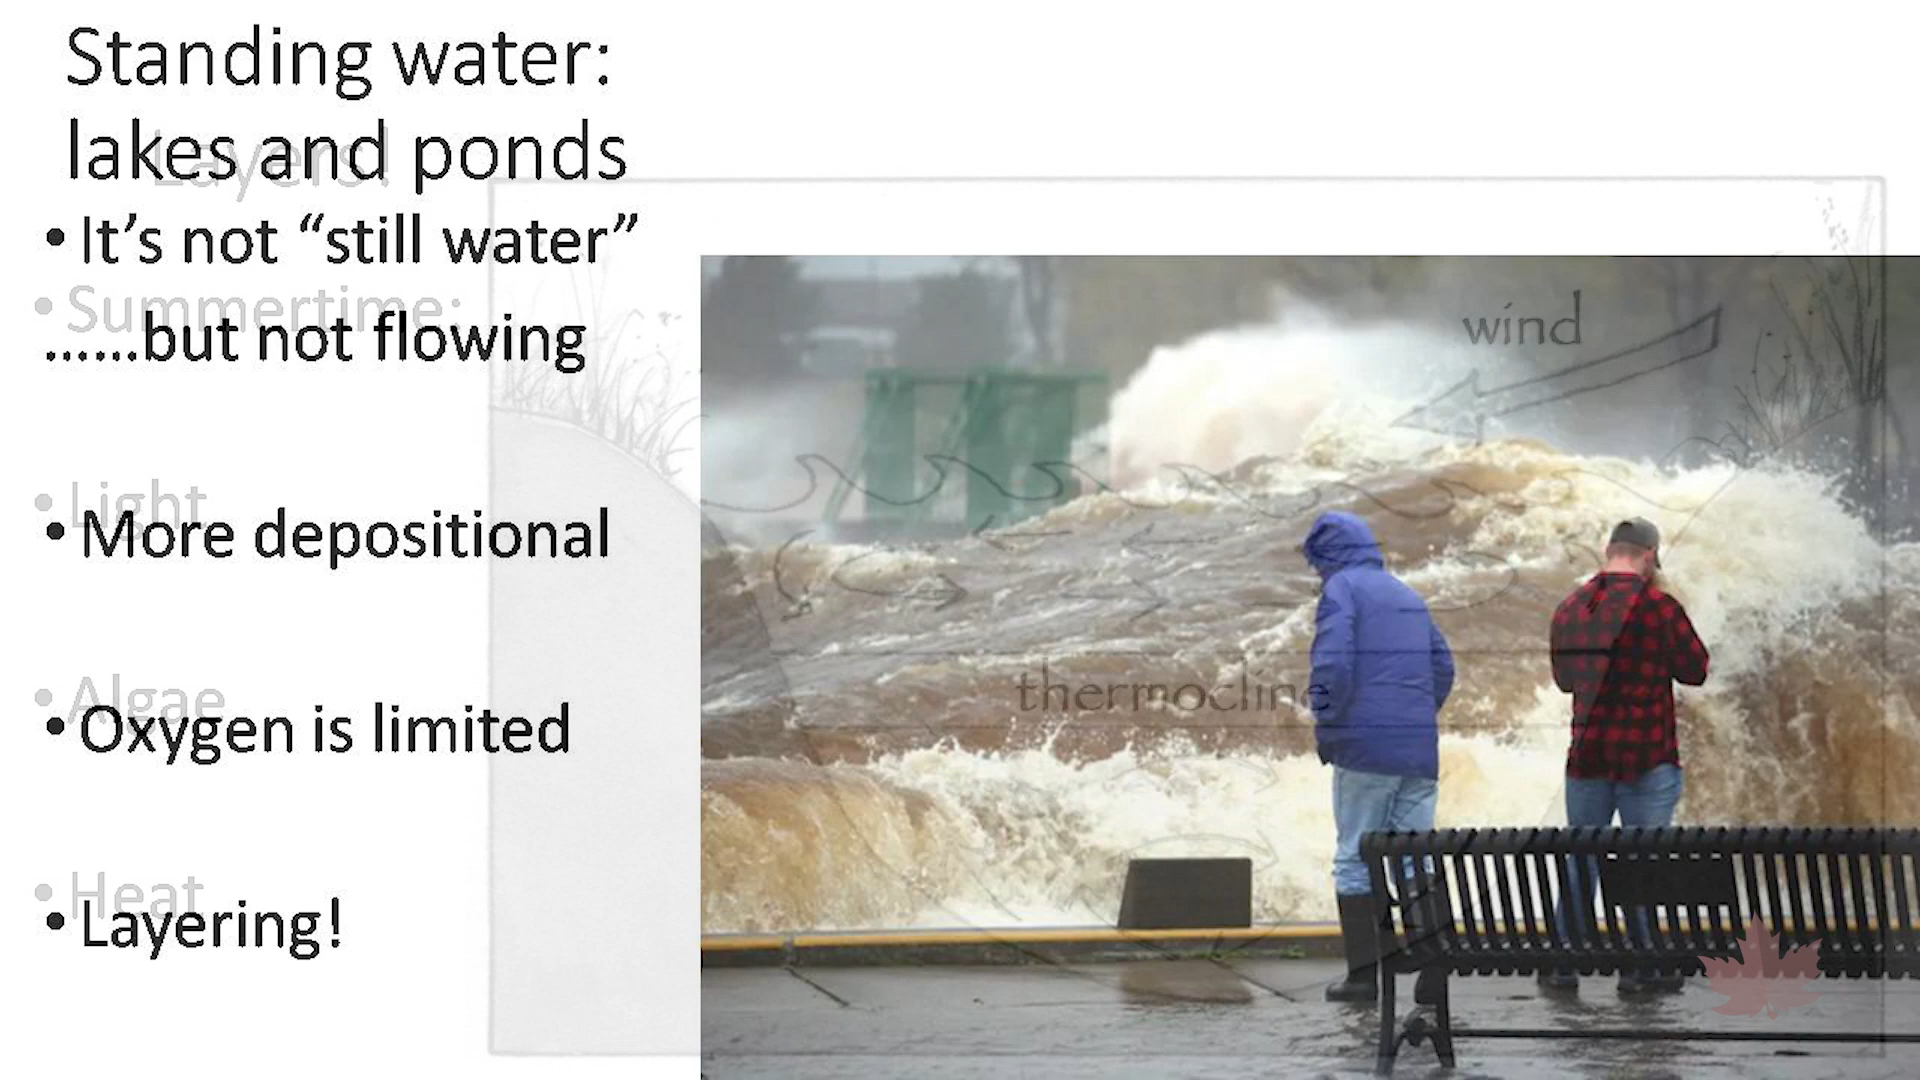 Standing water:
lakes and ponds
Layers!
• It’s not “still water”
• Summertime:
……but not flowing
• Light
• More depositional
• Algae
• Oxygen is limited
• Heat
• Layering!
wind
thermocline